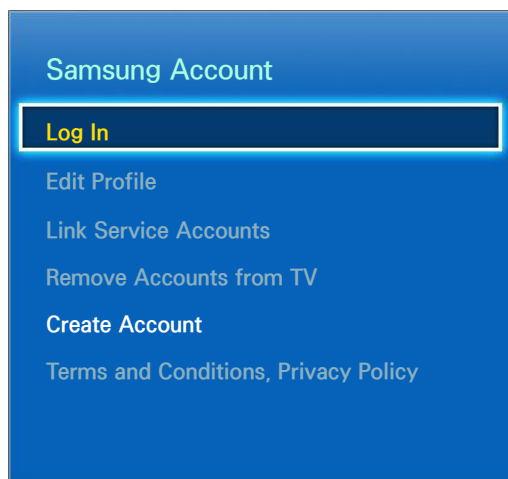 Samsung Account
Log In
Edit Profile
Link Service Accounts
Remove Accounts from TV
Create Account
Terms and Conditions, Privacy Policy